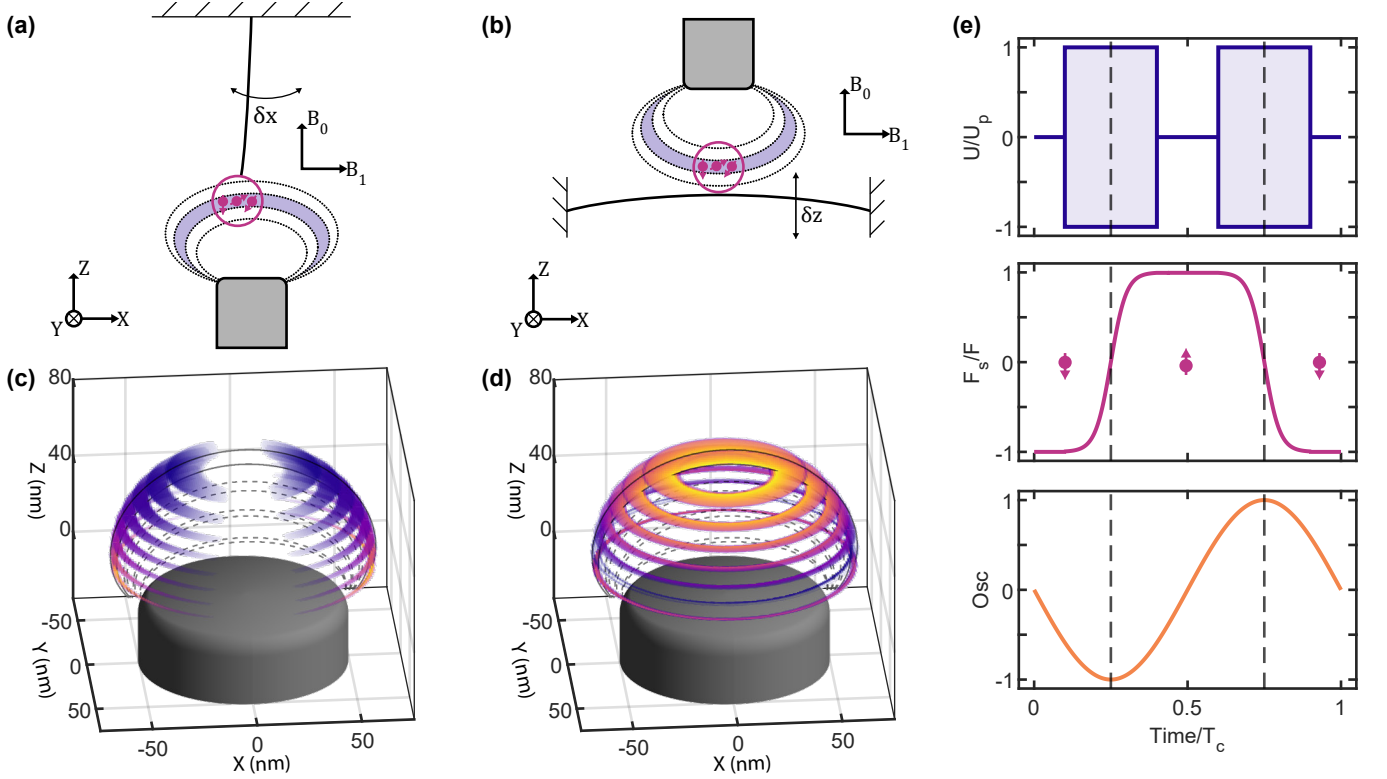 (a)
δx
B0
B1
Z
Y
X
(b)
B0
B1
δz
Z
Y
X
(c)
80
40
0
Z (nm)
-50
0
50
Y (nm)
-50
0
50
X (nm)
(d)
80
40
0
Z (nm)
-50
0
50
Y (nm)
-50
0
50
X (nm)
(e)
1
0
-1
U/Up
1
0
-1
Fs/F
1
0
-1
Osc
0
0.5
1
Time/Tc